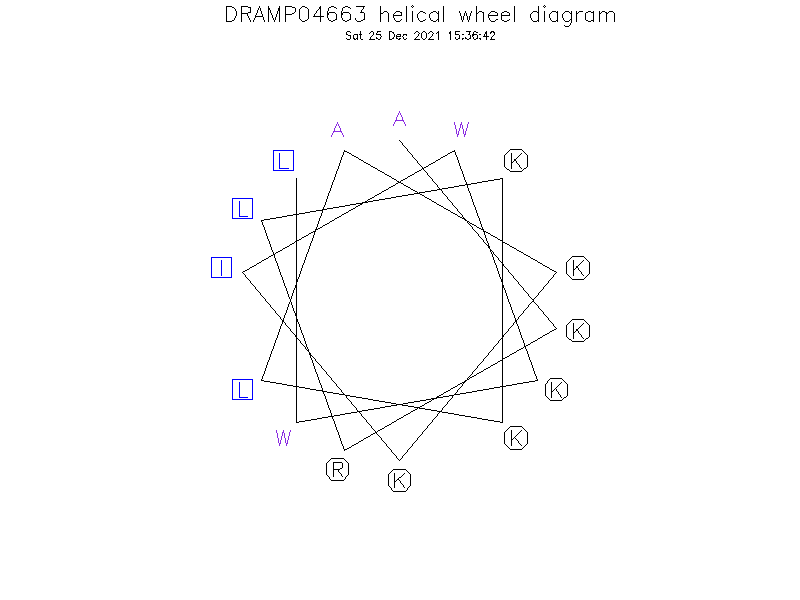 DRAMP04663 helical wheel diagram
Sat 25 Dec 2021 15:36:42
A
A W
L K
L
I K
K
L K
W K
R
K